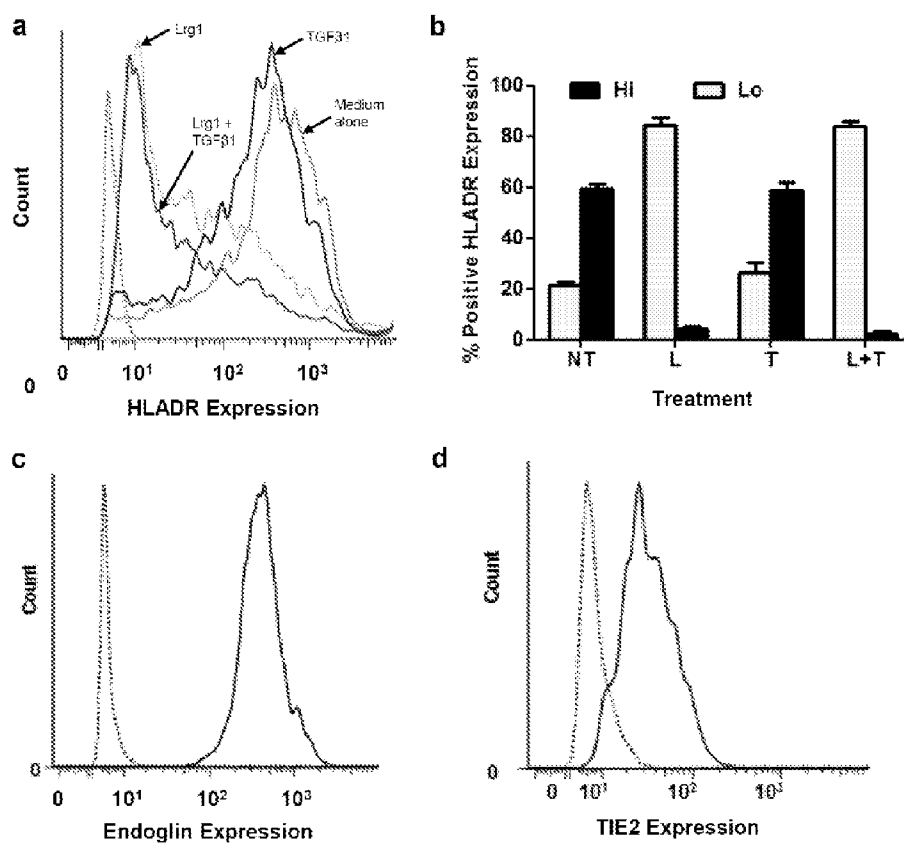 a
Lrg1
TGFβ1
Medium
alone
Lrg1 +
TGFβ1
Count
0
0 10¹ 10² 10³
HLADR Expression
b
Hi Lo
% Positive HLADR Expression
100
80
60
40
20
0
NT L T L+T
Treatment
c
Count
0
0 10¹ 10² 10³
Endoglin Expression
d
Count
0
0 10¹ 10² 10³
TIE2 Expression